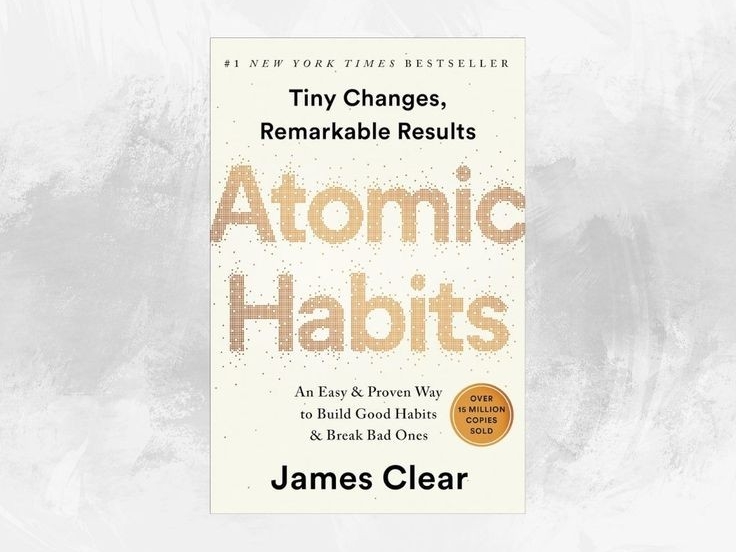 #1 NEW YORK TIMES BESTSELLER
Tiny Changes,
Remarkable Results
Atomic
Habits
An Easy & Proven Way
to Build Good Habits
& Break Bad Ones
OVER
15 MILLION
COPIES
SOLD
James Clear